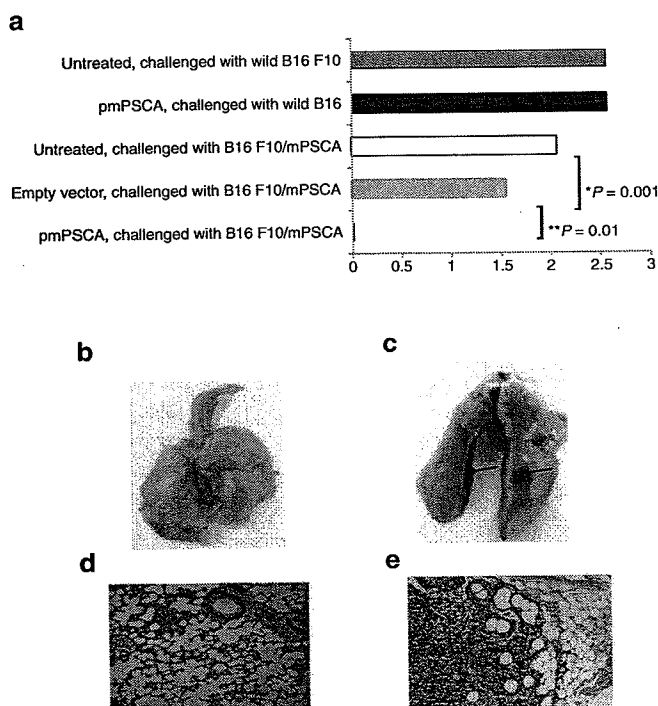 a
Untreated, challenged with wild B16 F10
pmPSCA, challenged with wild B16
Untreated, challenged with B16 F10/mPSCA
Empty vector, challenged with B16 F10/mPSCA
pmPSCA, challenged with B16 F10/mPSCA
*P = 0.001
**P = 0.01
0 0.5 1 1.5 2 2.5 3
b
c
d
e